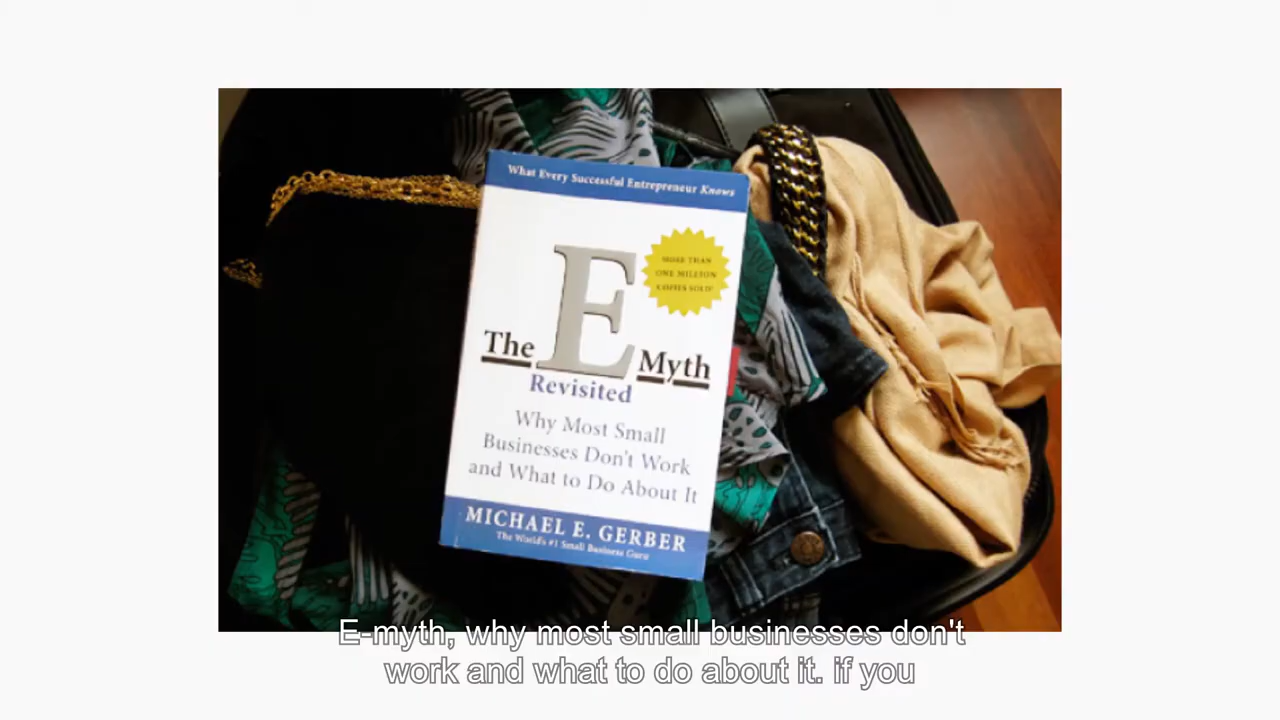 What Every Successful Entrepreneur Knows
MORE THAN
ONE MILLION
COPIES SOLD!
The E Myth
Revisited
Why Most Small
Businesses Don't Work
and What to Do About It
MICHAEL E. GERBER
The World's #1 Small Business Guru
E-myth, why most small businesses don't
work and what to do about it. if you